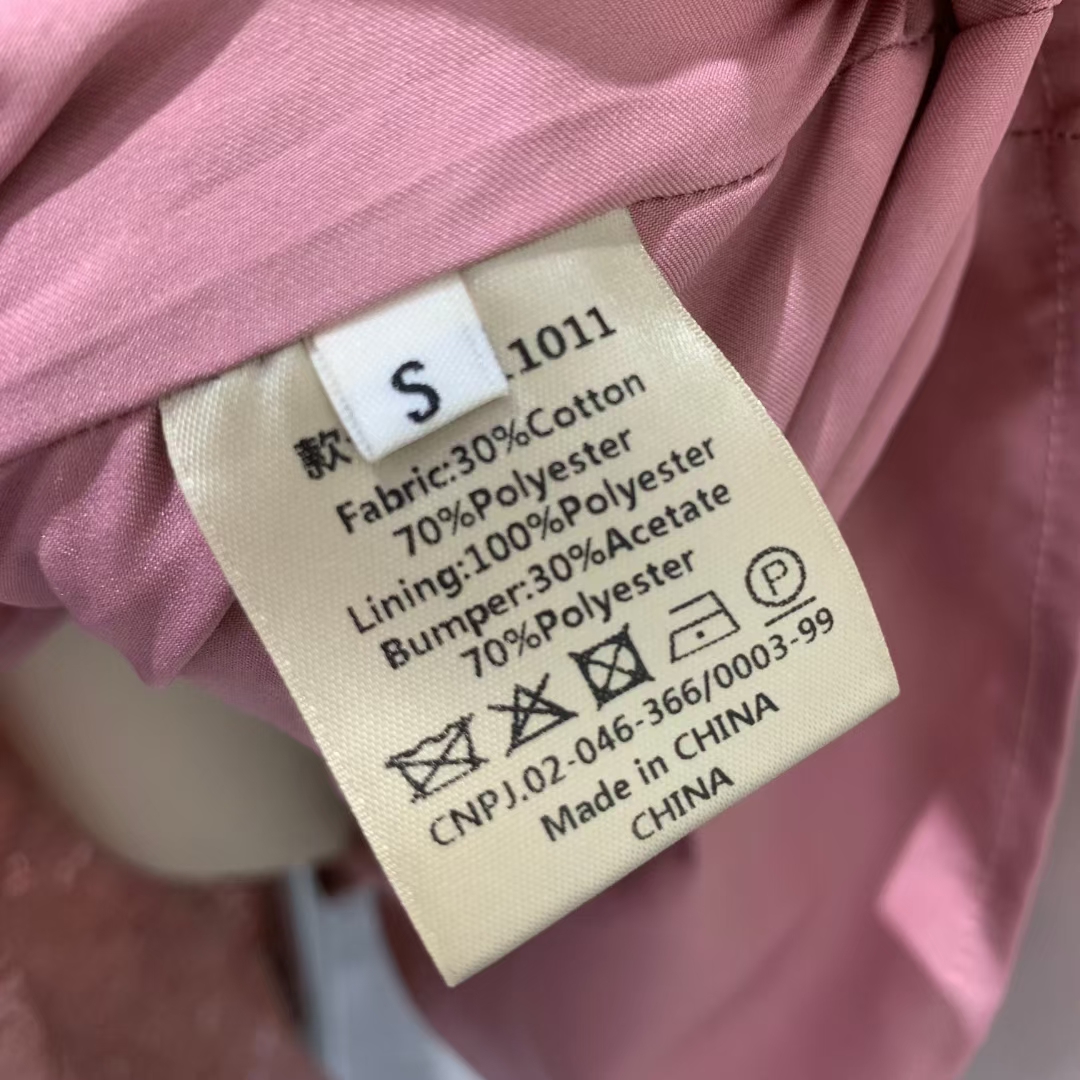 S
款
11011
Fabric:30%Cotton
70%Polyester
Lining:100%Polyester
Bumper:30%Acetate
70%Polyester
P
CNPJ.02-046-366/0003-99
Made in CHINA
CHINA